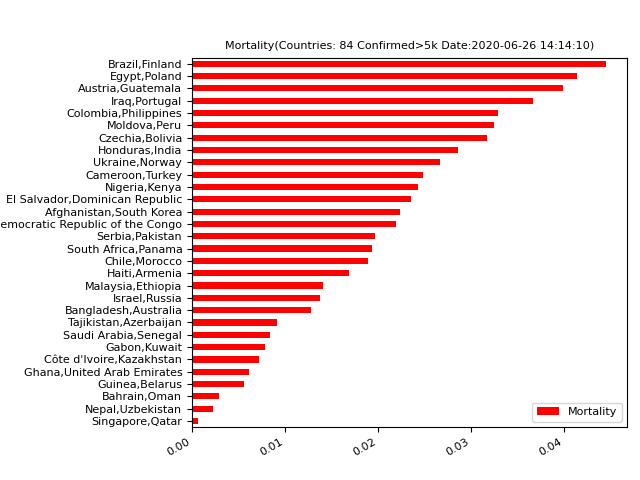 Mortality(Countries: 84 Confirmed>5k Date:2020-06-26 14:14:10)
Brazil,Finland
Egypt,Poland
Austria,Guatemala
Iraq,Portugal
Colombia,Philippines
Moldova,Peru
Czechia,Bolivia
Honduras,India
Ukraine,Norway
Cameroon,Turkey
Nigeria,Kenya
El Salvador,Dominican Republic
Afghanistan,South Korea
emocratic Republic of the Congo
Serbia,Pakistan
South Africa,Panama
Chile,Morocco
Haiti,Armenia
Malaysia,Ethiopia
Israel,Russia
Bangladesh,Australia
Tajikistan,Azerbaijan
Saudi Arabia,Senegal
Gabon,Kuwait
Côte d'Ivoire,Kazakhstan
Ghana,United Arab Emirates
Guinea,Belarus
Bahrain,Oman
Nepal,Uzbekistan
Singapore,Qatar
Mortality
0.00 0.01 0.02 0.03 0.04